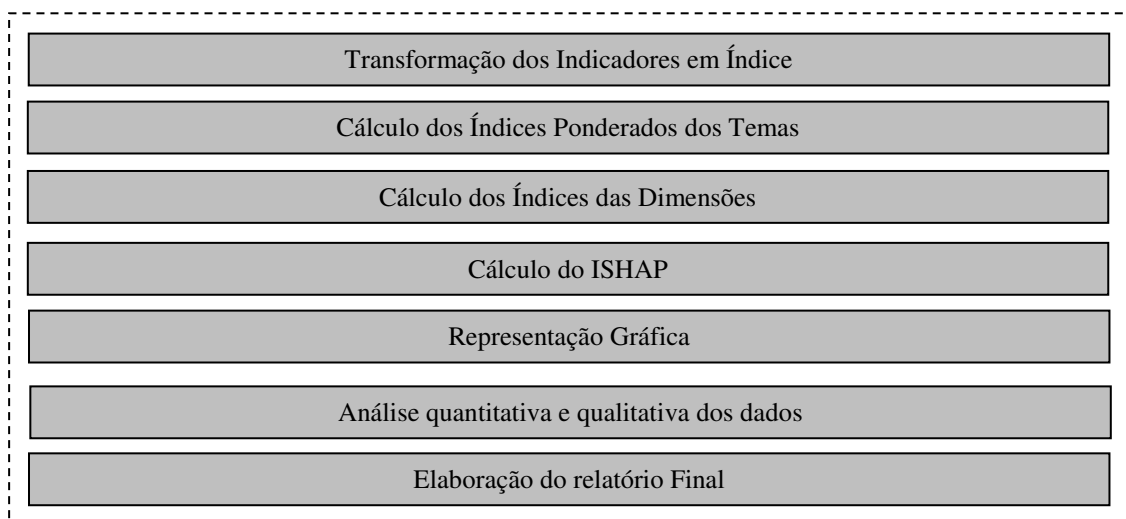 Transformação dos Indicadores em Índice
Cálculo dos Índices Ponderados dos Temas
Cálculo dos Índices das Dimensões
Cálculo do ISHAP
Representação Gráfica
Análise quantitativa e qualitativa dos dados
Elaboração do relatório Final